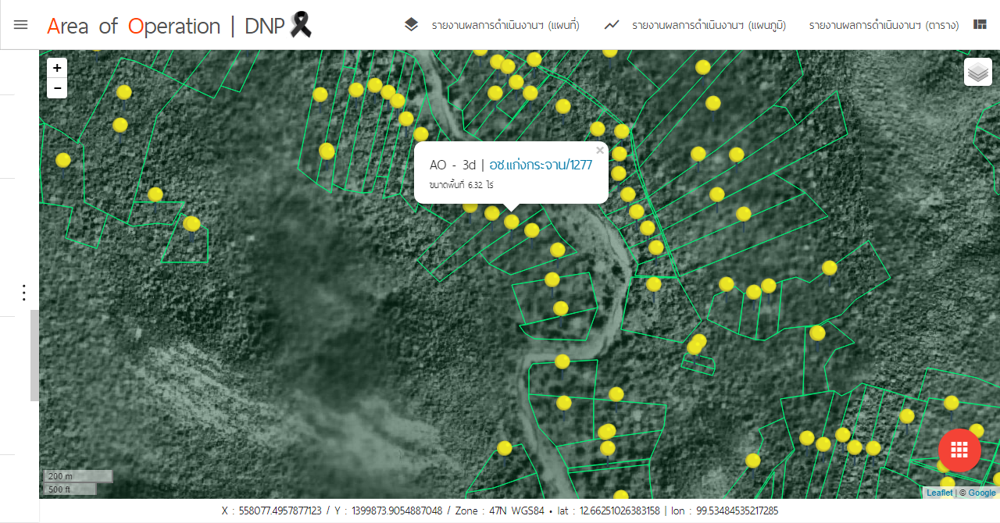 Area of Operation | DNP
รายงานผลการดำเนินงานฯ (แผนที่)
รายงานผลการดำเนินงานฯ (แผนภูมิ)
รายงานผลการดำเนินงานฯ (ตาราง)
+
−
×
AO - 3d | อช.แก่งกระจาน/1277
ขนาดพื้นที่ 6.32 ไร่
200 m
500 ft
Leaflet | © Google
X : 558077.4957877123 / Y : 1399873.9054887048 / Zone : 47N WGS84 • lat : 12.66251026383158 | lon : 99.53484535217285